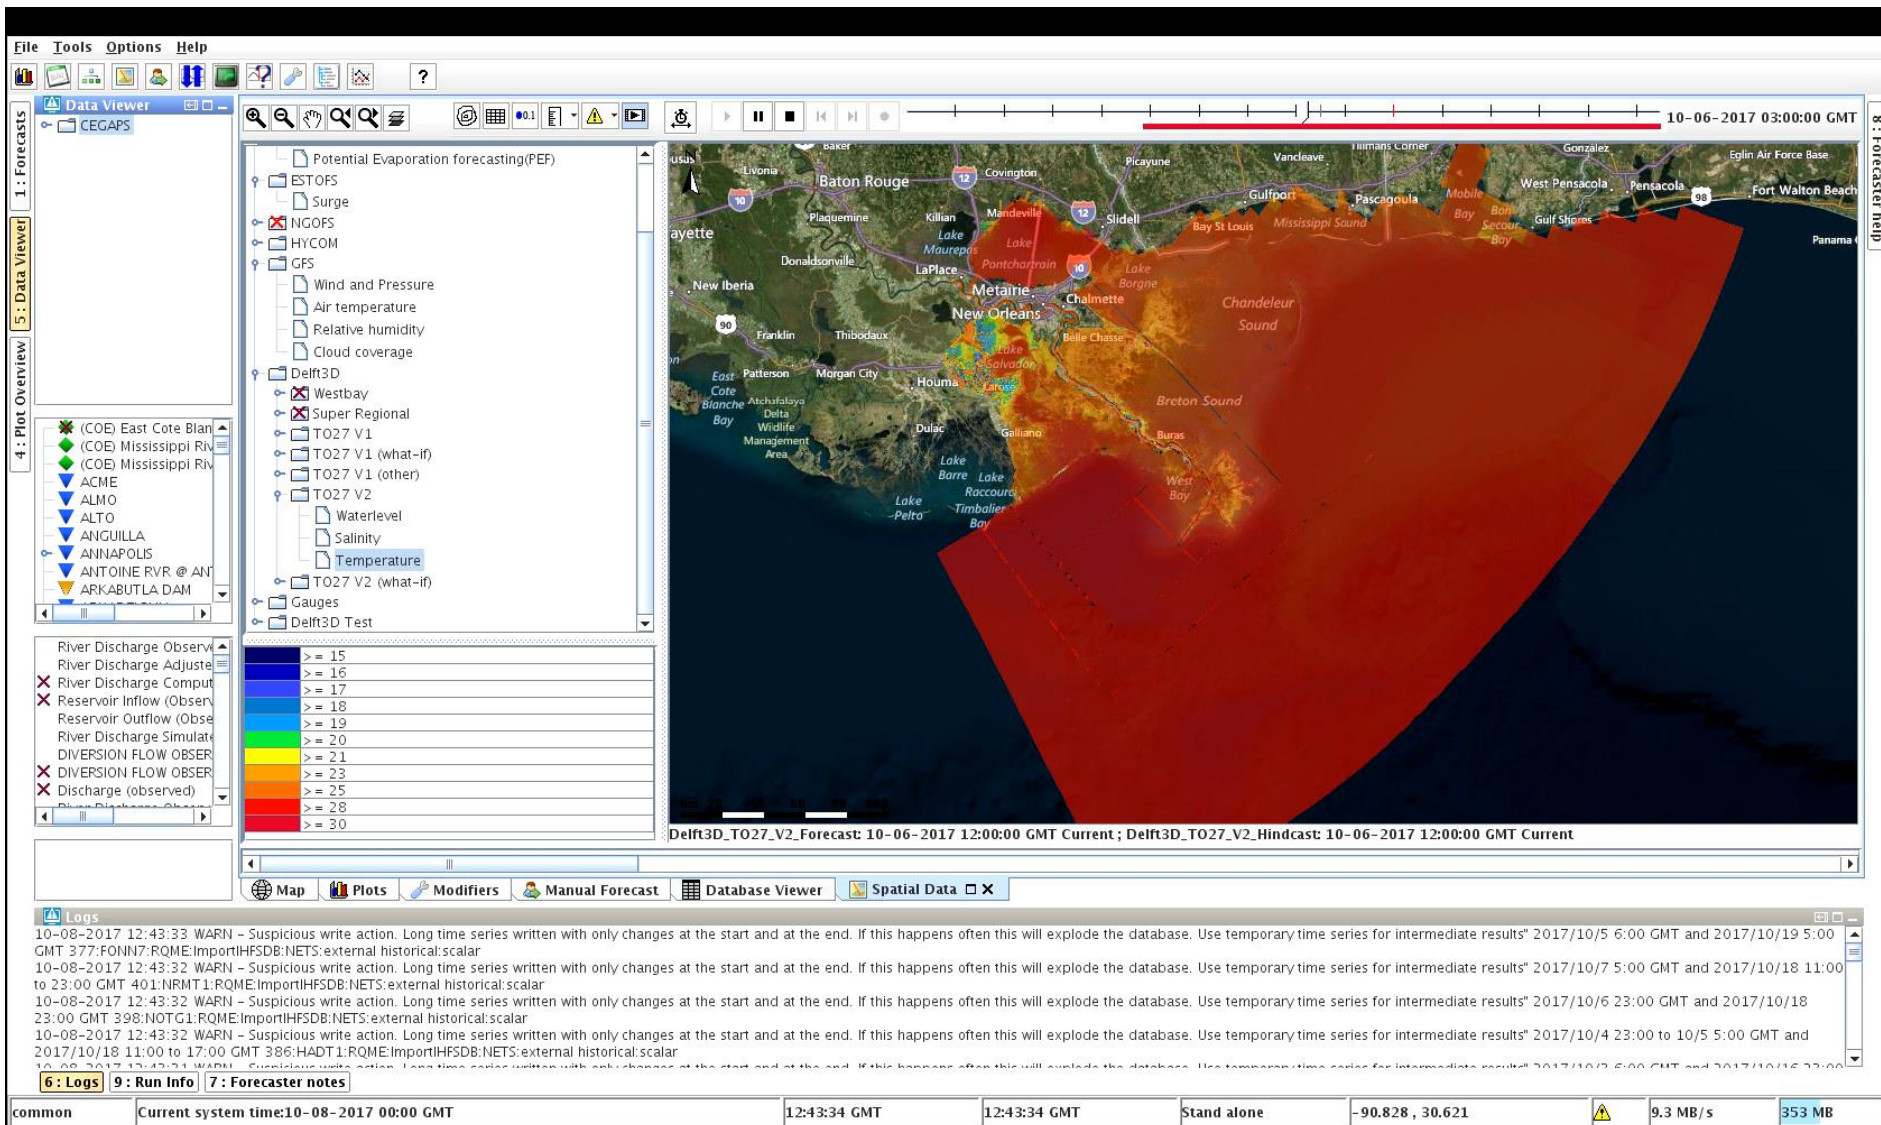 File Tools Options Help
?
1 : Forecasts
5 : Data Viewer
4 : Plot Overview
Data Viewer
CEGAPS
(COE) East Cote Blan
(COE) Mississippi Riv
(COE) Mississippi Riv
ACME
ALMO
ALTO
ANGUILLA
ANNAPOLIS
ANTOINE RVR @ AN
ARKABUTLA DAM
River Discharge Observ
River Discharge Adjuste
River Discharge Comput
Reservoir Inflow (Observ
Reservoir Outflow (Obse
River Discharge Simulate
DIVERSION FLOW OBSER
DIVERSION FLOW OBSER
Discharge (observed)
0.1
10-06-2017 03:00:00 GMT
8 : Forecaster help
Potential Evaporation forecasting(PEF)
ESTOFS
Surge
NGOFS
HYCOM
GFS
Wind and Pressure
Air temperature
Relative humidity
Cloud coverage
Delft3D
Westbay
Super Regional
TO27 V1
TO27 V1 (what-if)
TO27 V1 (other)
TO27 V2
Waterlevel
Salinity
Temperature
TO27 V2 (what-if)
Gauges
Delft3D Test
>= 15
>= 16
>= 17
>= 18
>= 19
>= 20
>= 21
>= 23
>= 25
>= 28
>= 30
Baker
Livonia
Baton Rouge
12
Covington
Picayune
Vancleave
Tillmans Corner
Gonzalez
Eglin Air Force Base
10
Plaquemine
Killian
Mandeville
12
Slidell
Gulfport
Pascagoula
Mobile Bay
West Pensacola
Pensacola
98
Fort Walton Beach
ayette
Lake Maurepas
Lake Pontchartrain
Bay St Louis
Mississippi Sound
Bon Secour Bay
Gulf Shores
Panama
Donaldsonville
LaPlace
10
Lake Borgne
New Iberia
Metairie
Chalmette
New Orleans
Chandeleur Sound
90
Franklin
Thibodaux
Belle Chasse
Lake Salvador
East Cote Blanche Bay
Patterson
Morgan City
Houma
Larose
Atchafalaya Delta Wildlife Management Area
Breton Sound
Dulac
Galliano
Buras
Lake Barre
Lake Raccourci
West Bay
Lake Pelto
Timbalier Bay
Delft3D_TO27_V2_Forecast: 10-06-2017 12:00:00 GMT Current ; Delft3D_TO27_V2_Hindcast: 10-06-2017 12:00:00 GMT Current
Map Plots Modifiers Manual Forecast Database Viewer Spatial Data
Logs
10-08-2017 12:43:33 WARN - Suspicious write action. Long time series written with only changes at the start and at the end. If this happens often this will explode the database. Use temporary time series for intermediate results" 2017/10/5 6:00 GMT and 2017/10/19 5:00
GMT 377:FONN7:RQME:ImportIHFSDB:NETS:external historical:scalar
10-08-2017 12:43:32 WARN - Suspicious write action. Long time series written with only changes at the start and at the end. If this happens often this will explode the database. Use temporary time series for intermediate results" 2017/10/7 5:00 GMT and 2017/10/18 11:00
to 23:00 GMT 401:NRMT1:RQME:ImportIHFSDB:NETS:external historical:scalar
10-08-2017 12:43:32 WARN - Suspicious write action. Long time series written with only changes at the start and at the end. If this happens often this will explode the database. Use temporary time series for intermediate results" 2017/10/6 23:00 GMT and 2017/10/18
23:00 GMT 398:NOTG1:RQME:ImportIHFSDB:NETS:external historical:scalar
10-08-2017 12:43:32 WARN - Suspicious write action. Long time series written with only changes at the start and at the end. If this happens often this will explode the database. Use temporary time series for intermediate results" 2017/10/4 23:00 to 10/5 5:00 GMT and
2017/10/18 11:00 to 17:00 GMT 386:HADT1:RQME:ImportIHFSDB:NETS:external historical:scalar
6 : Logs 9 : Run Info 7 : Forecaster notes
common Current system time:10-08-2017 00:00 GMT 12:43:34 GMT 12:43:34 GMT Stand alone -90.828 , 30.621 9.3 MB/s 353 MB